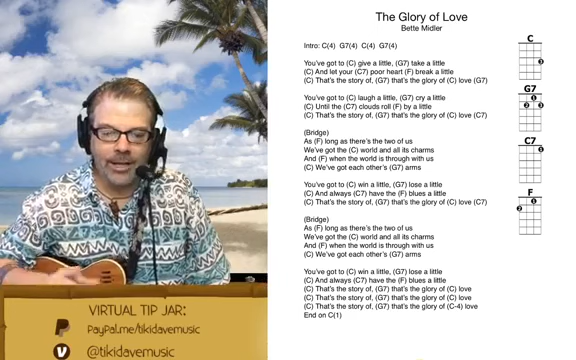 The Glory of Love
Bette Midler
Intro: C(4) G7(4) C(4) G7(4)
You've got to (C) give a little, (G7) take a little
(C) And let your (C7) poor heart (F) break a little
(C) That's the story of, (G7) that's the glory of (C) love (G7)
You've got to (C) laugh a little, (G7) cry a little
(C) Until the (C7) clouds roll (F) by a little
(C) That's the story of, (G7) that's the glory of (C) love (C7)
(Bridge)
As (F) long as there's the two of us
We've got the (C) world and all its charms
And (F) when the world is through with us
(C) We've got each other's (G7) arms
You've got to (C) win a little, (G7) lose a little
(C) And always (C7) have the (F) blues a little
(C) That's the story of, (G7) that's the glory of (C) love (C7)
(Bridge)
As (F) long as there's the two of us
We've got the (C) world and all its charms
And (F) when the world is through with us
(C) We've got each other's (G7) arms
You've got to (C) win a little, (G7) lose a little
(C) And always (C7) have the (F) blues a little
(C) That's the story of, (G7) that's the glory of (C) love
(C) That's the story of, (G7) that's the glory of (C) love
(C) That's the story of, (G7) that's the glory of (C-4) love
End on C(1)
C
3
G7
1
2 3
C7
1
F
1
2
VIRTUAL TIP JAR:
PayPal.me/tikidavemusic
@tikidavemusic